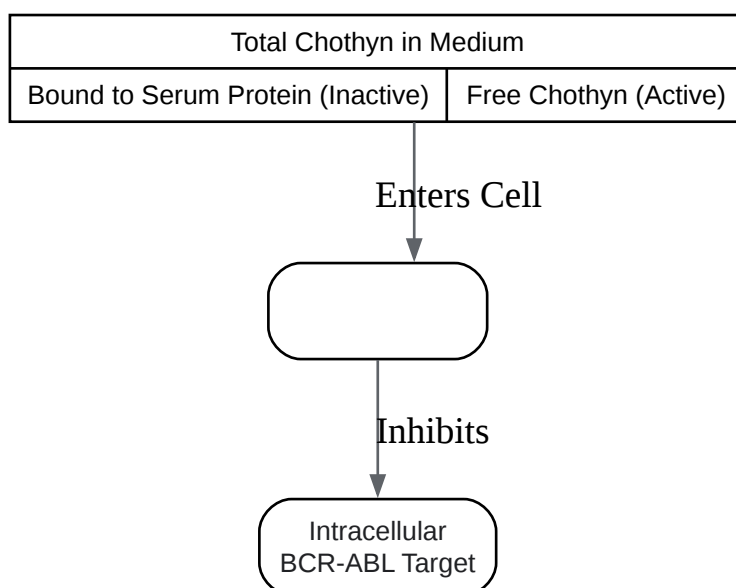 Total Chothyn in Medium
Bound to Serum Protein (Inactive)
Free Chothyn (Active)
Enters Cell
Inhibits
Intracellular
BCR-ABL Target